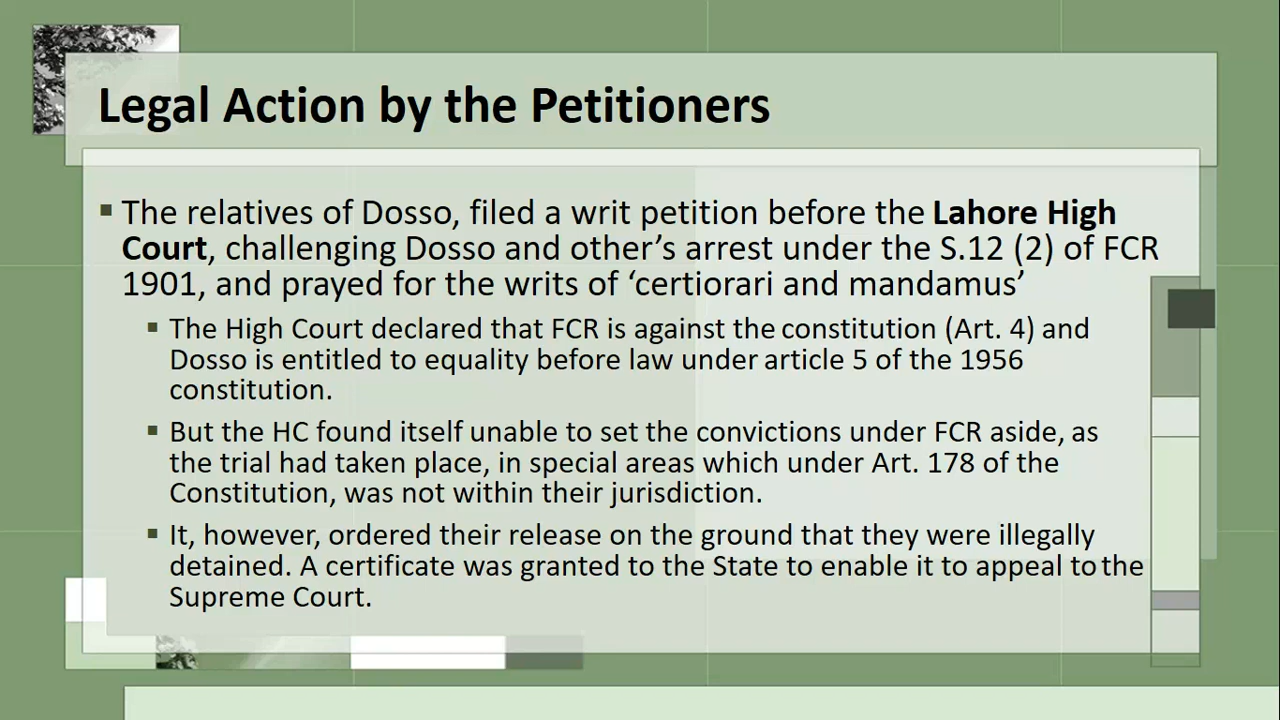 Legal Action by the Petitioners
▪ The relatives of Dosso, filed a writ petition before the Lahore High
Court, challenging Dosso and other’s arrest under the S.12 (2) of FCR
1901, and prayed for the writs of ‘certiorari and mandamus’
▪ The High Court declared that FCR is against the constitution (Art. 4) and
Dosso is entitled to equality before law under article 5 of the 1956
constitution.
▪ But the HC found itself unable to set the convictions under FCR aside, as
the trial had taken place, in special areas which under Art. 178 of the
Constitution, was not within their jurisdiction.
▪ It, however, ordered their release on the ground that they were illegally
detained. A certificate was granted to the State to enable it to appeal to the
Supreme Court.